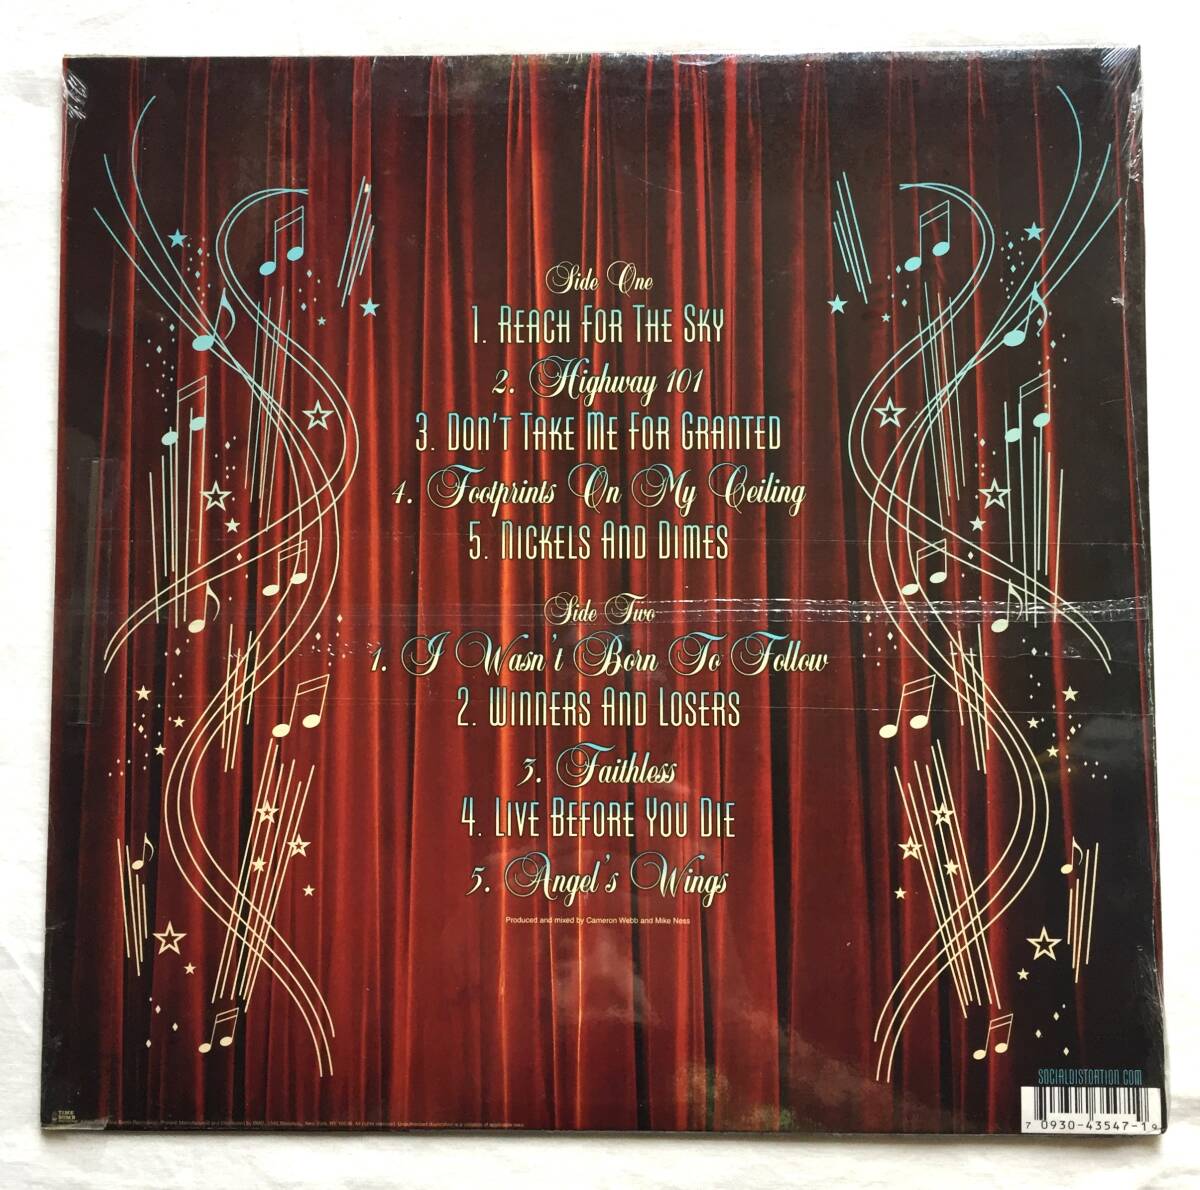 Side One
1. REACH FOR THE SKY
2. Highway 101
3. DON'T TAKE ME FOR GRANTED
4. Footprints On My Ceiling
5. NICKELS AND DIMES
Side Two
1. I Wasn't Born To Follow
2. WINNERS AND LOSERS
3. Faithless
4. LIVE BEFORE YOU DIE
5. Angel's Wings
Produced and mixed by Cameron Webb and Mike Ness
SOCIALDISTORTION.COM
TIME
BOMB
7 0930-43547-1 9